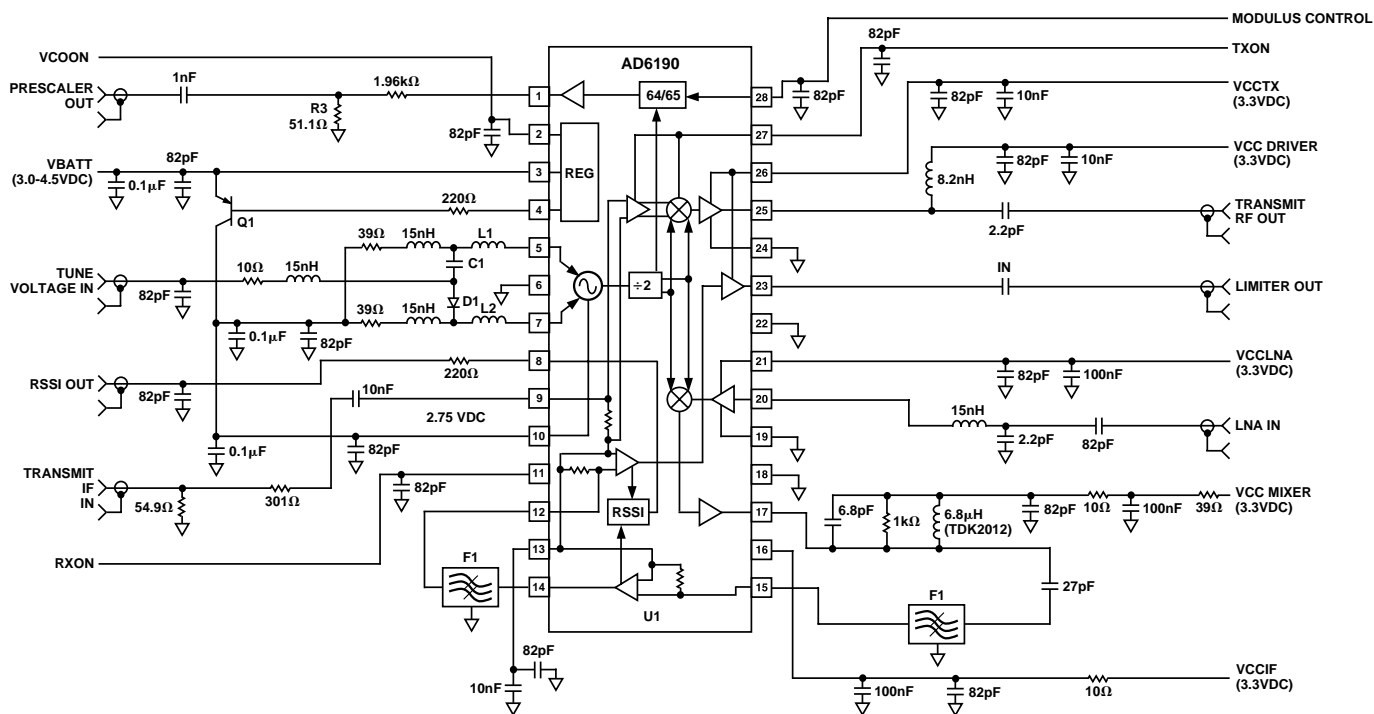 MODULUS CONTROL
82pF
TXON
VCOON
AD6190
1nF
1.96kΩ
PRESCALER
OUT
R3
51.1Ω
1
64/65
28
82pF
82pF
10nF
VCCTX
(3.3VDC)
82pF
2
27
VBATT
(3.0-4.5VDC)
82pF
0.1µF
3
REG
26
8.2nH
82pF
10nF
VCC DRIVER
(3.3VDC)
Q1
220Ω
4
25
2.2pF
TRANSMIT
RF OUT
39Ω
15nH
L1
5
24
TUNE
VOLTAGE IN
10Ω
15nH
C1
82pF
6
÷2
23
IN
LIMITER OUT
D1
39Ω
15nH
L2
7
22
0.1µF
82pF
8
21
VCCLNA
(3.3VDC)
82pF
100nF
RSSI OUT
220Ω
82pF
10nF
9
2.75 VDC
20
15nH
2.2pF
82pF
LNA IN
10
19
0.1µF
82pF
TRANSMIT
IF
IN
54.9Ω
301Ω
82pF
11
18
12
RSSI
17
6.8pF
1kΩ
6.8µH
(TDK2012)
82pF
10Ω
100nF
39Ω
VCC MIXER
(3.3VDC)
RXON
F1
13
16
14
15
27pF
F1
U1
82pF
10nF
100nF
82pF
10Ω
VCCIF
(3.3VDC)